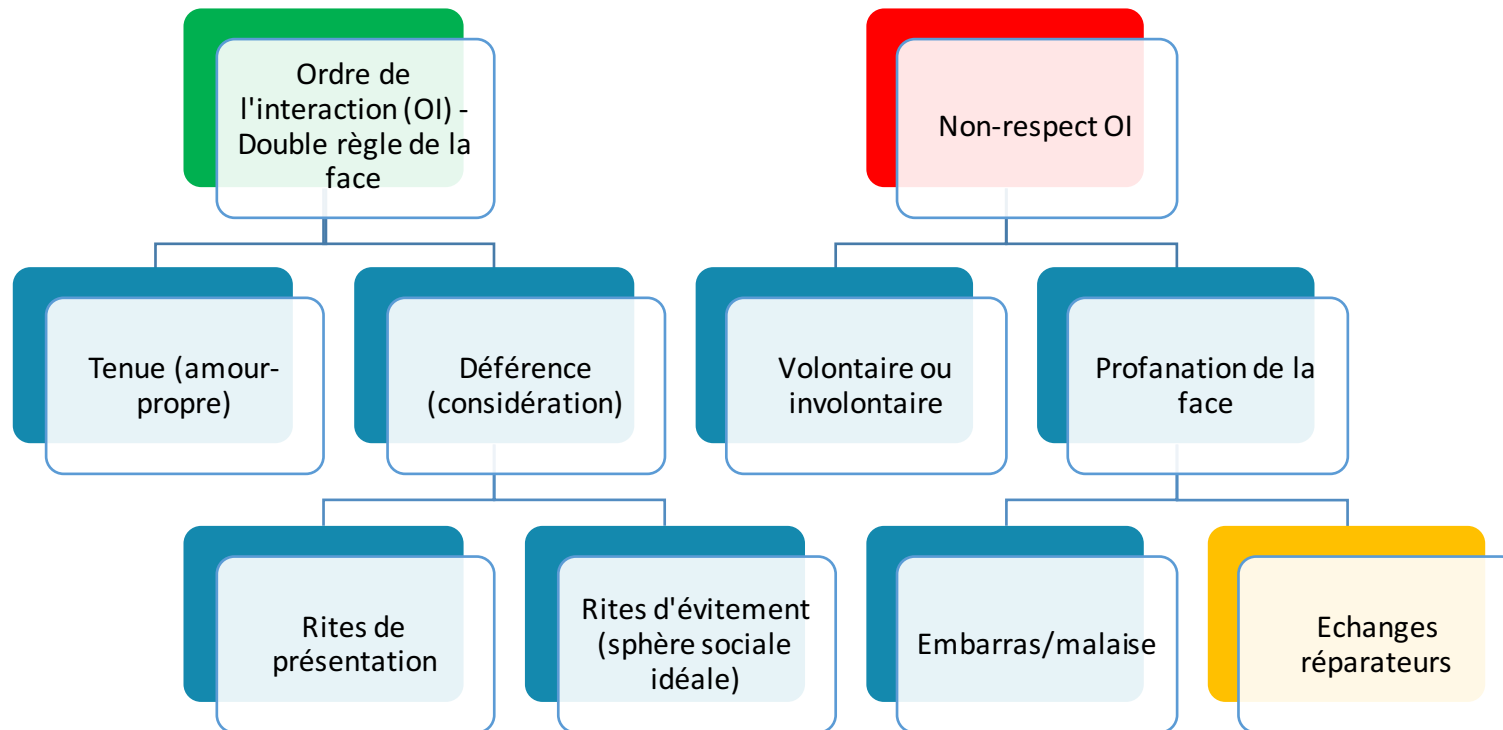 Ordre de
l'interaction (OI) -
Double règle de la
face
Non-respect OI
Tenue (amour-
propre)
Déférence
(considération)
Volontaire ou
involontaire
Profanation de la
face
Rites de
présentation
Rites d'évitement
(sphère sociale
idéale)
Embarras/malaise
Echanges
réparateurs